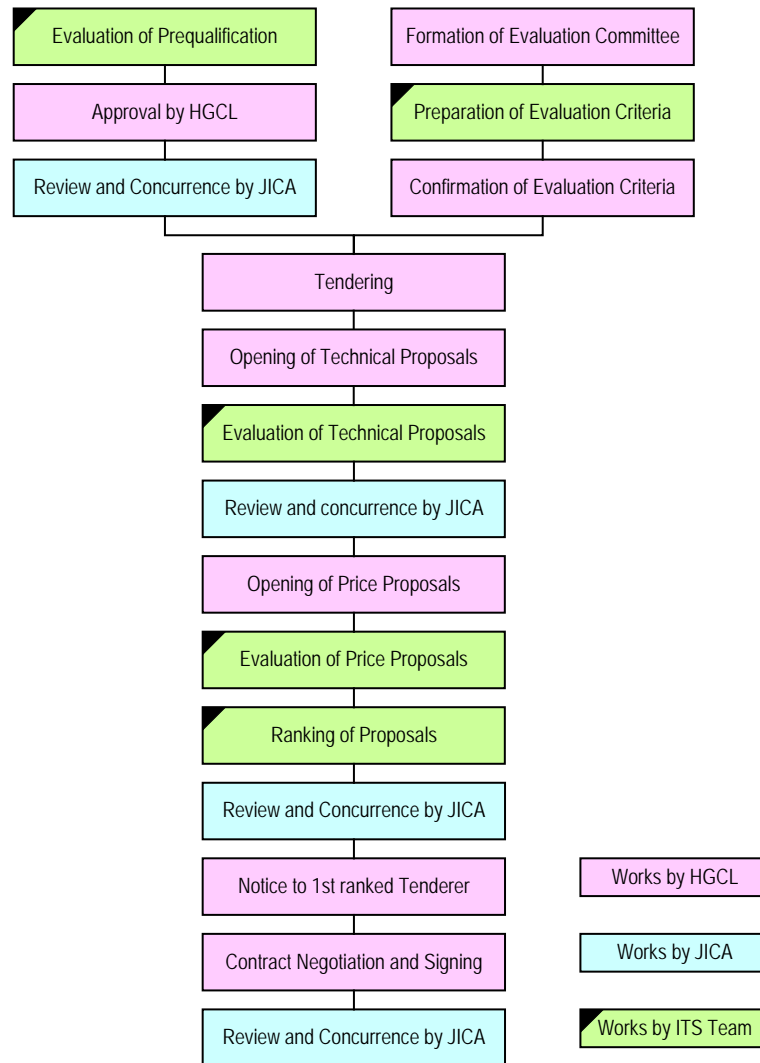 Evaluation of Prequalification
Formation of Evaluation Committee
Approval by HGCL
Preparation of Evaluation Criteria
Review and Concurrence by JICA
Confirmation of Evaluation Criteria
Tendering
Opening of Technical Proposals
Evaluation of Technical Proposals
Review and concurrence by JICA
Opening of Price Proposals
Evaluation of Price Proposals
Ranking of Proposals
Review and Concurrence by JICA
Notice to 1st ranked Tenderer
Works by HGCL
Contract Negotiation and Signing
Works by JICA
Review and Concurrence by JICA
Works by ITS Team